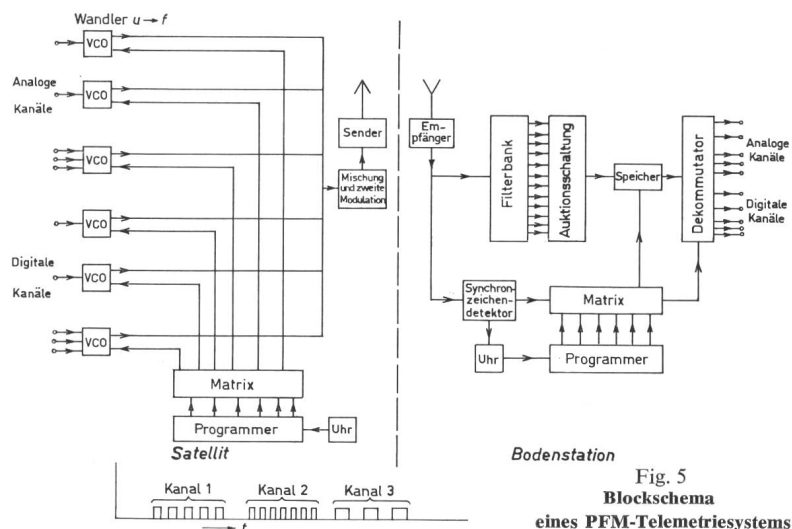 Wandler u → f
VCO
Analoge
Kanäle
VCO
VCO
VCO
Digitale
Kanäle
VCO
VCO
Sender
Mischung
und zweite
Modulation
Matrix
Programmer
Uhr
Satellit
Em-
pfänger
Filterbank
Auktionsschaltung
Speicher
Dekommutator
Analoge
Kanäle
Digitale
Kanäle
Synchron-
zeichen-
detektor
Matrix
Uhr
Programmer
Bodenstation
Kanal 1
Kanal 2
Kanal 3
t
Fig. 5
Blockschema
eines PFM-Telemetriesystems